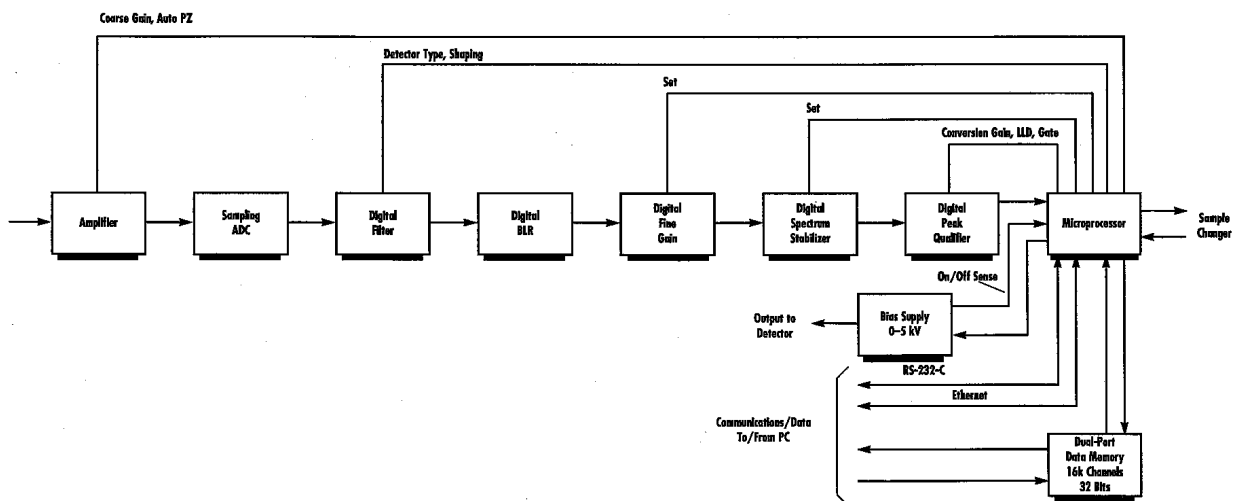 Coarse Gain, Auto PZ
Detector Type, Shaping
Set
Set
Conversion Gain, LLD, Gate
Amplifier
Sampling
ADC
Digital
Filter
Digital
BLR
Digital
Fine
Gain
Digital
Spectrum
Stabilizer
Digital
Peak
Qualifier
Microprocessor
Sample
Changer
On/Off Sense
Output to
Detector
Bias Supply
0–5 kV
RS-232-C
Ethernet
Communications/Data
To/From PC
Dual-Port
Data Memory
16k Channels
32 Bits